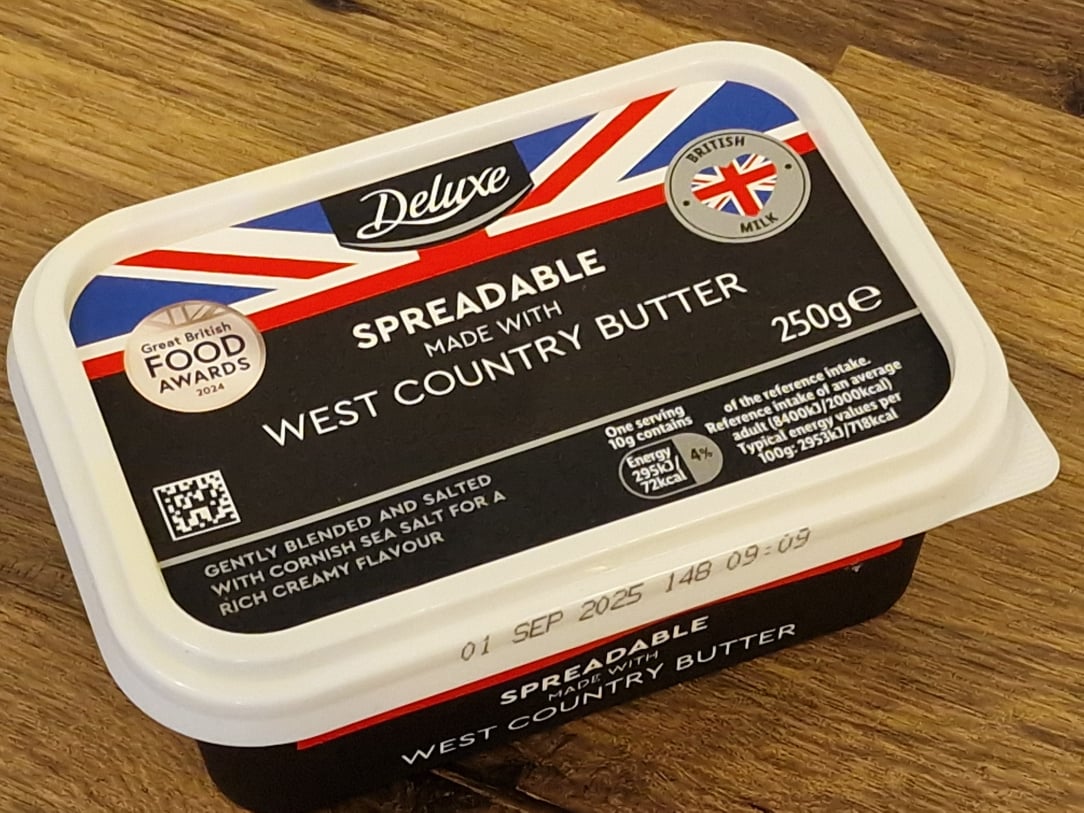 Deluxe
BRITISH
MILK
SPREADABLE
MADE WITH
WEST COUNTRY BUTTER
250g℮
Great British
FOOD
AWARDS
2024
One serving
10g contains
Energy
295kJ
72kcal
4%
of the reference intake.
Reference intake of an average
adult (8400kJ/2000kcal)
Typical energy values per
100g: 2953kJ/718kcal
GENTLY BLENDED AND SALTED
WITH CORNISH SEA SALT FOR A
RICH CREAMY FLAVOUR
01 SEP 2025 148 09:09
SPREADABLE
MADE WITH
WEST COUNTRY BUTTER